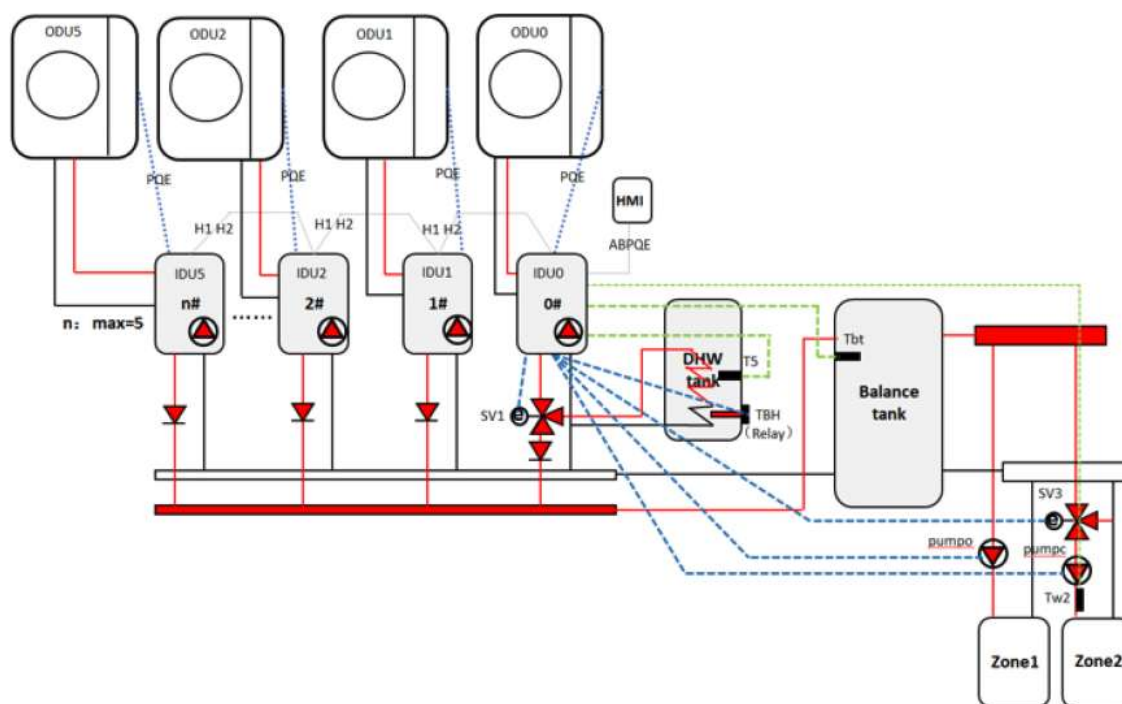 ODU5
ODU2
ODU1
ODU0
PQE
PQE
PQE
PQE
HMI
H1 H2
H1 H2
H1 H2
ABPQE
IDU5
IDU2
IDU1
IDU0
n#
2#
1#
0#
n： max=5
......
DHW
tank
T5
Tbt
Balance
tank
SV1
e
TBH
（Relay）
SV3
e
pumpo
pumpc
Tw2
Zone1
Zone2